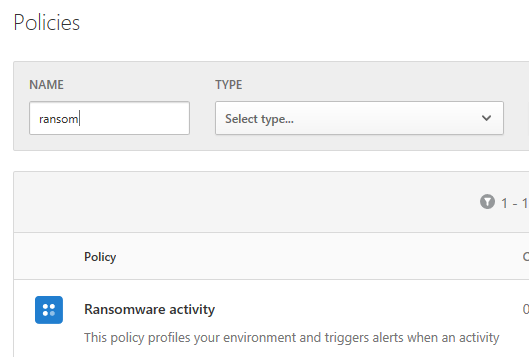 Policies
NAME
TYPE
ransom
Select type...
1 - 1
Policy
C
Ransomware activity
0
This policy profiles your environment and triggers alerts when an activity